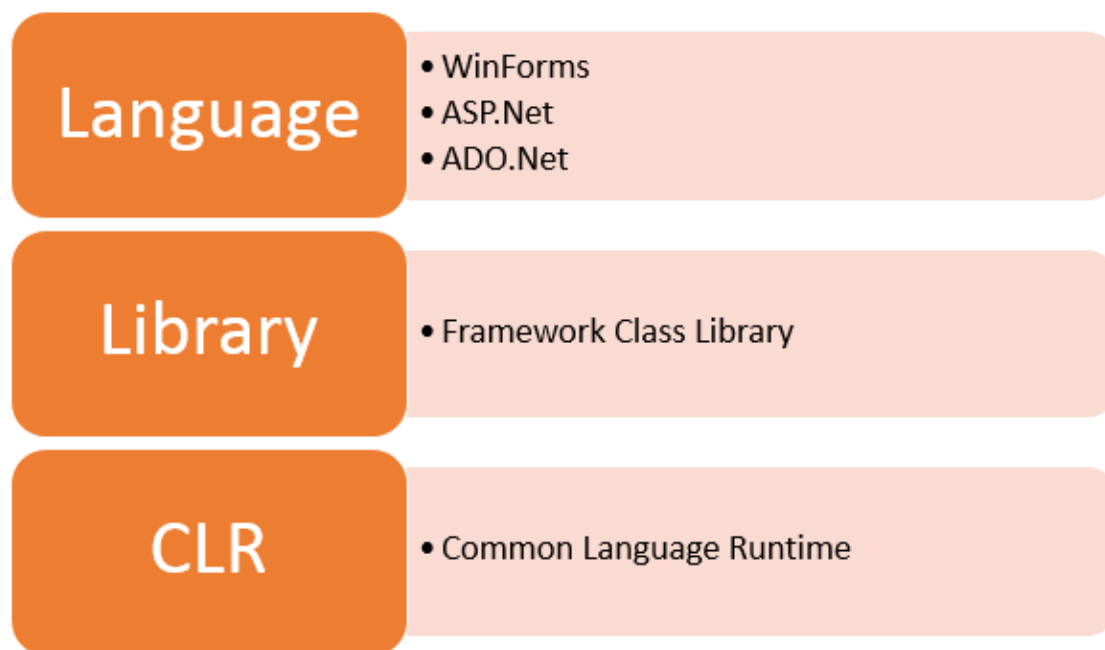 Language
• WinForms
• ASP.Net
• ADO.Net
Library
• Framework Class Library
CLR
• Common Language Runtime